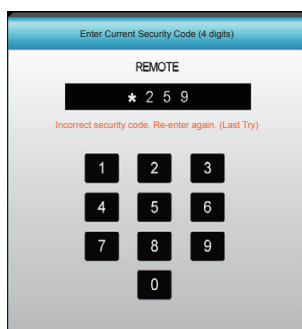 Enter Current Security Code (4 digits)
REMOTE
* 2 5 9
Incorrect security code. Re-enter again. (Last Try)
1 2 3
4 5 6
7 8 9
0